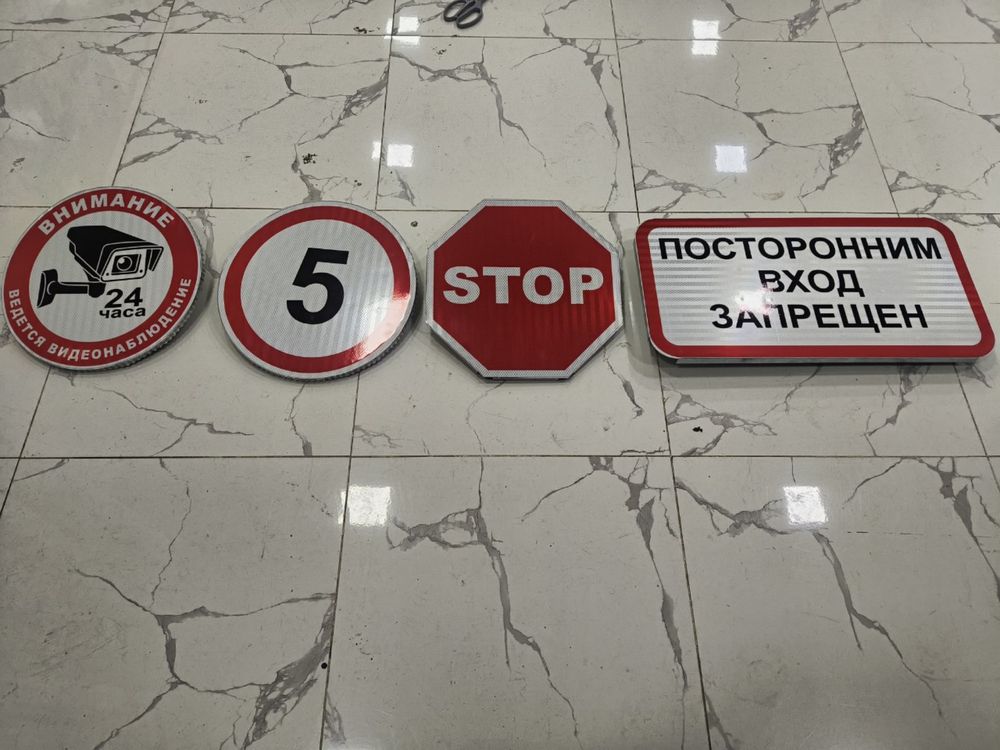 ВНИМАНИЕ
24
часа
ВЕДЕТСЯ ВИДЕОНАБЛЮДЕНИЕ
5
STOP
ПОСТОРОННИМ
ВХОД
ЗАПРЕЩЕН